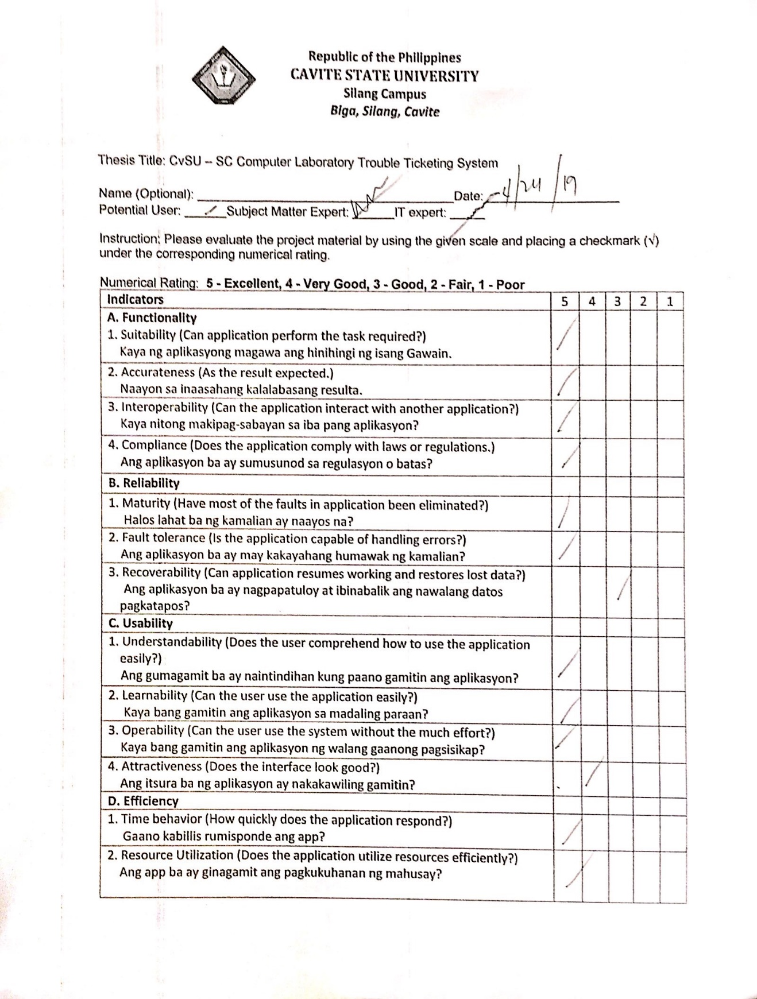 Republic of the Philippines
CAVITE STATE UNIVERSITY
Silang Campus
Biga, Silang, Cavite
Thesis Title: CvSU – SC Computer Laboratory Trouble Ticketing System
Name (Optional): Date: 4/24/19
Potential User: ✓ Subject Matter Expert: IT expert: ✓
Instruction: Please evaluate the project material by using the given scale and placing a checkmark (√)
under the corresponding numerical rating.
Numerical Rating: 5 - Excellent, 4 - Very Good, 3 - Good, 2 - Fair, 1 - Poor
Indicators 5 4 3 2 1
A. Functionality
1. Suitability (Can application perform the task required?) /
Kaya ng aplikasyong magawa ang hinihingi ng isang Gawain.
2. Accurateness (As the result expected.) /
Naayon sa inaasahang kalalabasang resulta.
3. Interoperability (Can the application interact with another application?) /
Kaya nitong makipag-sabayan sa iba pang aplikasyon?
4. Compliance (Does the application comply with laws or regulations.) /
Ang aplikasyon ba ay sumusunod sa regulasyon o batas?
B. Reliability
1. Maturity (Have most of the faults in application been eliminated?) /
Halos lahat ba ng kamalian ay naayos na?
2. Fault tolerance (Is the application capable of handling errors?) /
Ang aplikasyon ba ay may kakayahang humawak ng kamalian?
3. Recoverability (Can application resumes working and restores lost data?) /
Ang aplikasyon ba ay nagpapatuloy at ibinabalik ang nawalang datos
pagkatapos?
C. Usability
1. Understandability (Does the user comprehend how to use the application
easily?) /
Ang gumagamit ba ay naintindihan kung paano gamitin ang aplikasyon?
2. Learnability (Can the user use the application easily?) /
Kaya bang gamitin ang aplikasyon sa madaling paraan?
3. Operability (Can the user use the system without the much effort?) /
Kaya bang gamitin ang aplikasyon ng walang gaanong pagsisikap?
4. Attractiveness (Does the interface look good?) /
Ang itsura ba ng aplikasyon ay nakakawiling gamitin?
D. Efficiency
1. Time behavior (How quickly does the application respond?) /
Gaano kabillis rumisponde ang app?
2. Resource Utilization (Does the application utilize resources efficiently?) /
Ang app ba ay ginagamit ang pagkukuhanan ng mahusay?